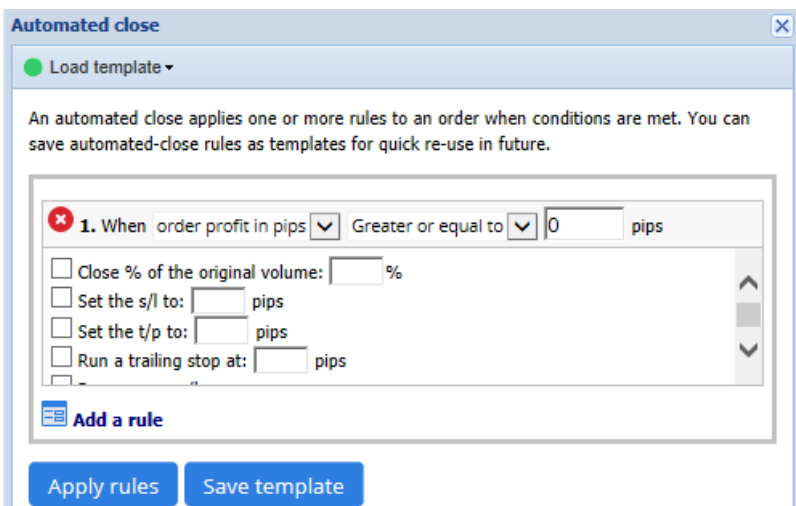 Automated close
Load template
An automated close applies one or more rules to an order when conditions are met. You can
save automated-close rules as templates for quick re-use in future.
1. When order profit in pips Greater or equal to 0 pips
Close % of the original volume: %
Set the s/l to: pips
Set the t/p to: pips
Run a trailing stop at: pips
Add a rule
Apply rules Save template